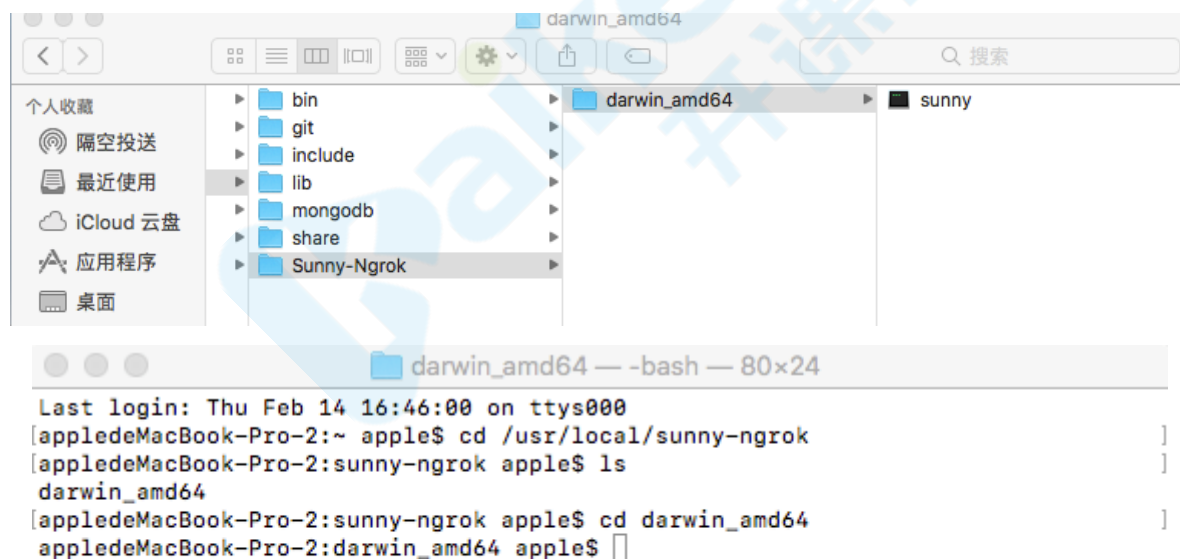 darwin_amd64
搜索
个人收藏
隔空投送
最近使用
iCloud 云盘
应用程序
桌面
bin
git
include
lib
mongodb
share
Sunny-Ngrok
darwin_amd64
sunny
开课
darwin_amd64 — -bash — 80×24
Last login: Thu Feb 14 16:46:00 on ttys000
[appledeMacBook-Pro-2:~ apple$ cd /usr/local/sunny-ngrok ]
[appledeMacBook-Pro-2:sunny-ngrok apple$ ls ]
darwin_amd64
[appledeMacBook-Pro-2:sunny-ngrok apple$ cd darwin_amd64 ]
appledeMacBook-Pro-2:darwin_amd64 apple$